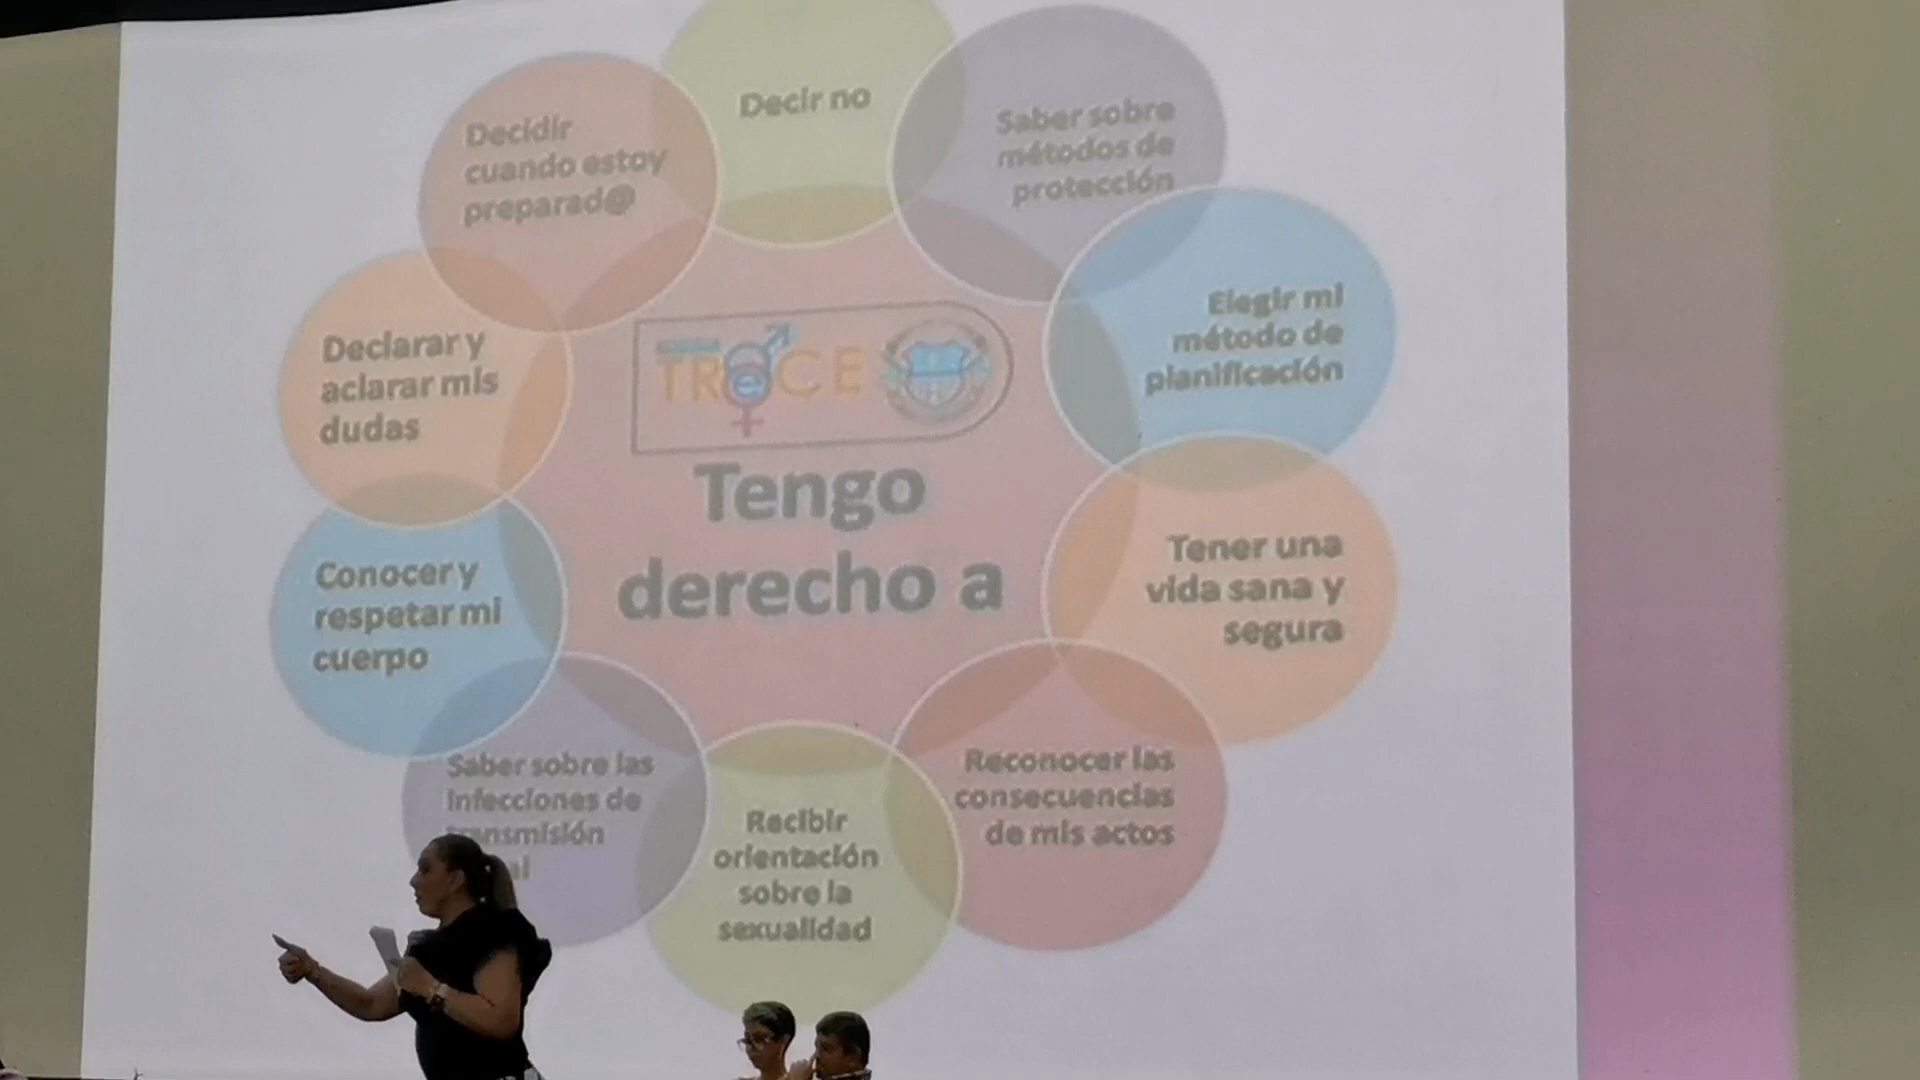 Decir no
Saber sobre
métodos de
protección
Elegir mi
método de
planificación
Tener una
vida sana y
segura
Reconocer las
consecuencias
de mis actos
Recibir
orientación
sobre la
sexualidad
Saber sobre las
infecciones de
Conocer y
respetar mi
cuerpo
Declarar y
aclarar mis
dudas
Decidir
cuando estoy
preparad@
TReCE
Tengo
derecho a